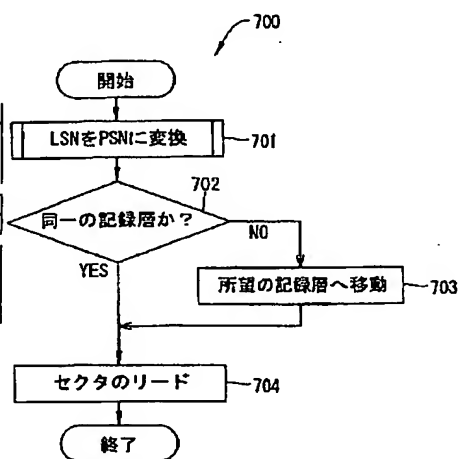 700
開始
LSNをPSNに変換
701
702
同一の記録層か?
NO
YES
所望の記録層へ移動
703
セクタのリード
704
終了